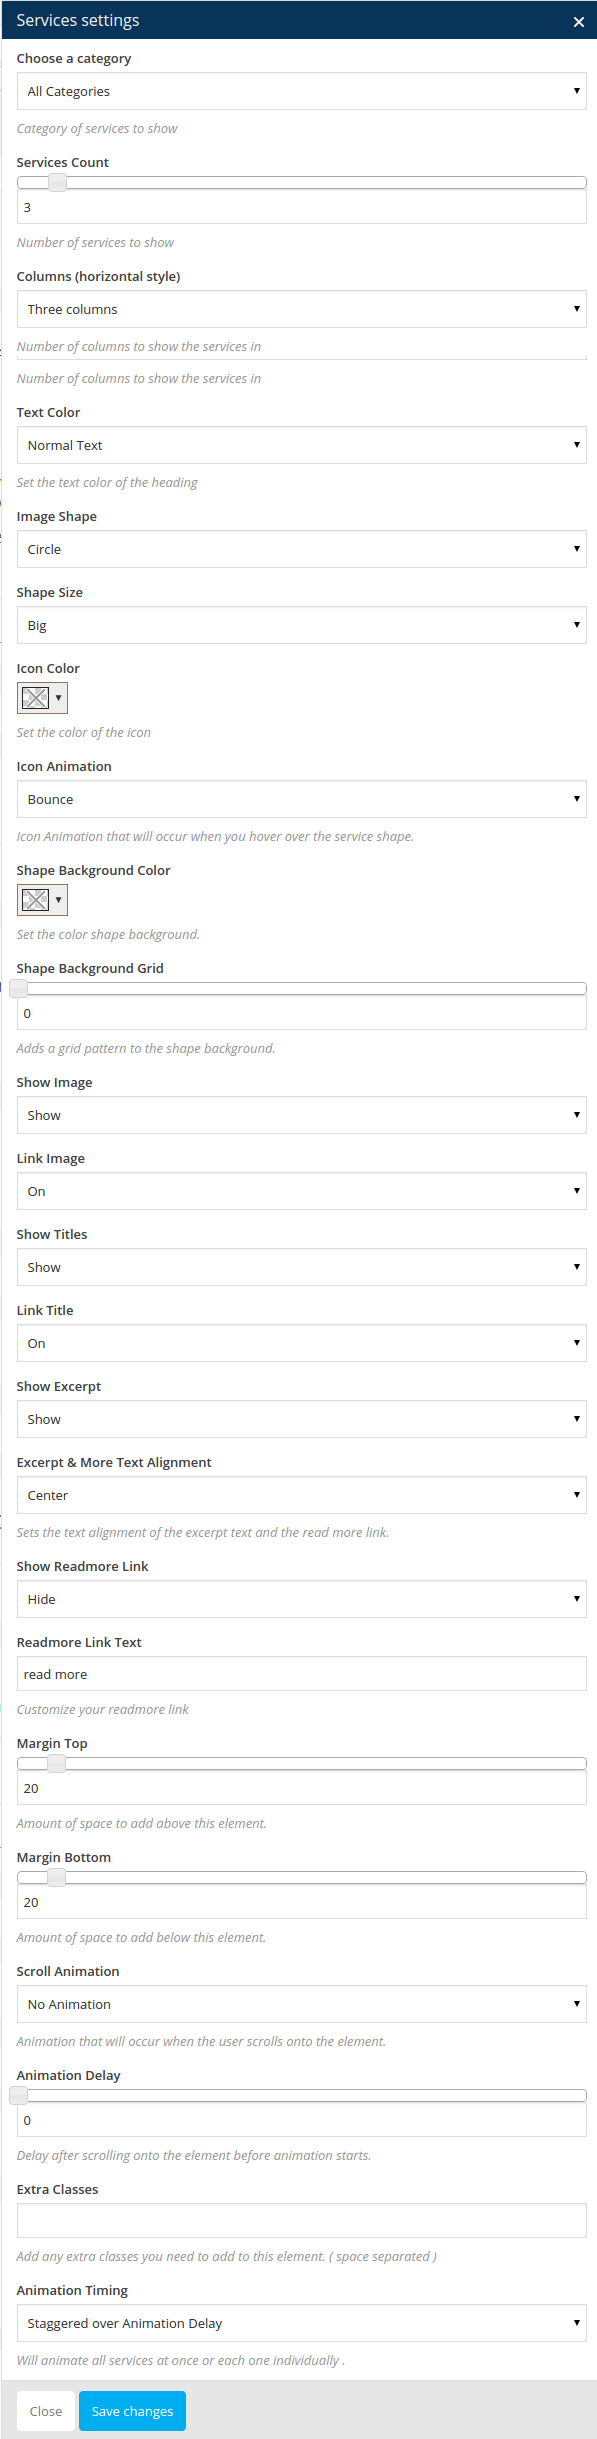 Services settings ×
Choose a category
All Categories
Category of services to show
Services Count
3
Number of services to show
Columns (horizontal style)
Three columns
Number of columns to show the services in
Number of columns to show the services in
Text Color
Normal Text
Set the text color of the heading
Image Shape
Circle
Shape Size
Big
Icon Color
Set the color of the icon
Icon Animation
Bounce
Icon Animation that will occur when you hover over the service shape.
Shape Background Color
Set the color shape background.
Shape Background Grid
0
Adds a grid pattern to the shape background.
Show Image
Show
Link Image
On
Show Titles
Show
Link Title
On
Show Excerpt
Show
Excerpt & More Text Alignment
Center
Sets the text alignment of the excerpt text and the read more link.
Show Readmore Link
Hide
Readmore Link Text
read more
Customize your readmore link
Margin Top
20
Amount of space to add above this element.
Margin Bottom
20
Amount of space to add below this element.
Scroll Animation
No Animation
Animation that will occur when the user scrolls onto the element.
Animation Delay
0
Delay after scrolling onto the element before animation starts.
Extra Classes
Add any extra classes you need to add to this element. ( space separated )
Animation Timing
Staggered over Animation Delay
Will animate all services at once or each one individually .
Close Save changes